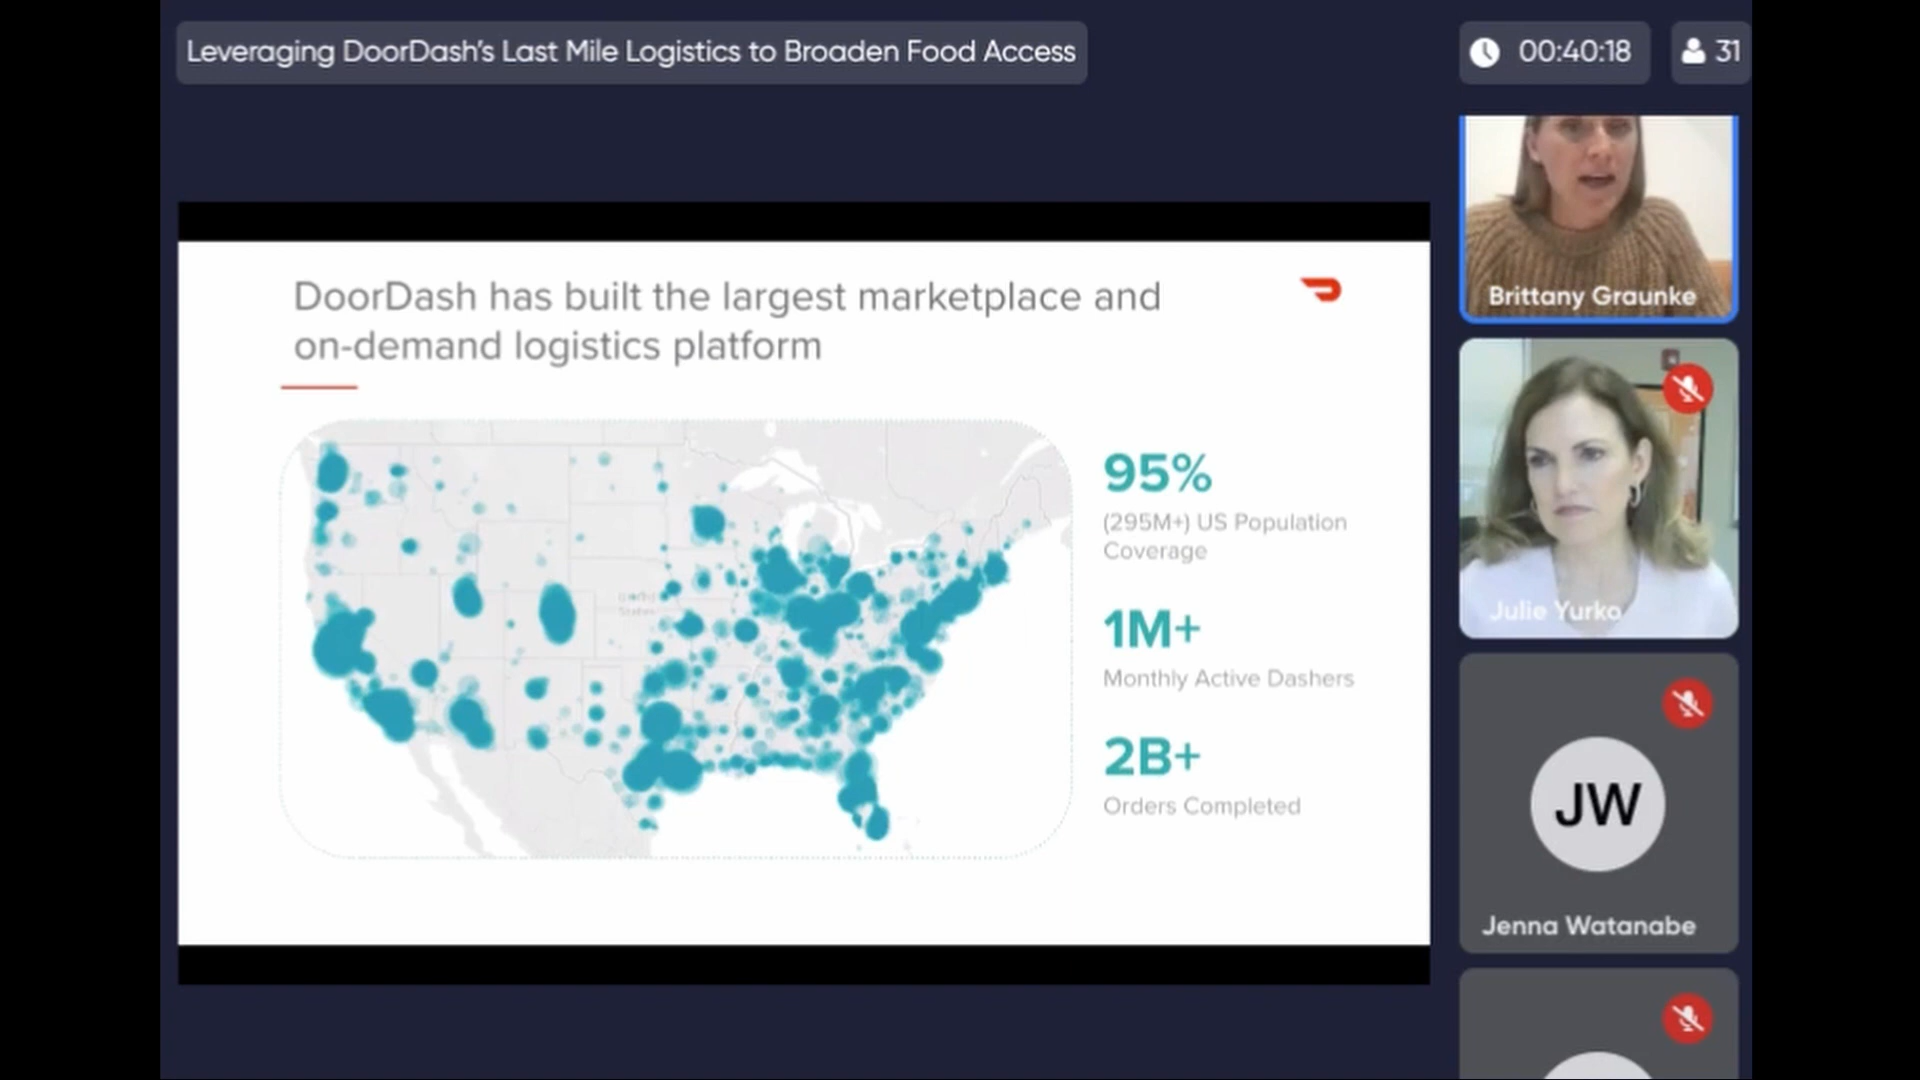 Leveraging DoorDash's Last Mile Logistics to Broaden Food Access
00:40:18
31
DoorDash has built the largest marketplace and
on-demand logistics platform
95%
(295M+) US Population
Coverage
1M+
Monthly Active Dashers
2B+
Orders Completed
United
States
Brittany Graunke
Julie Yurko
JW
Jenna Watanabe